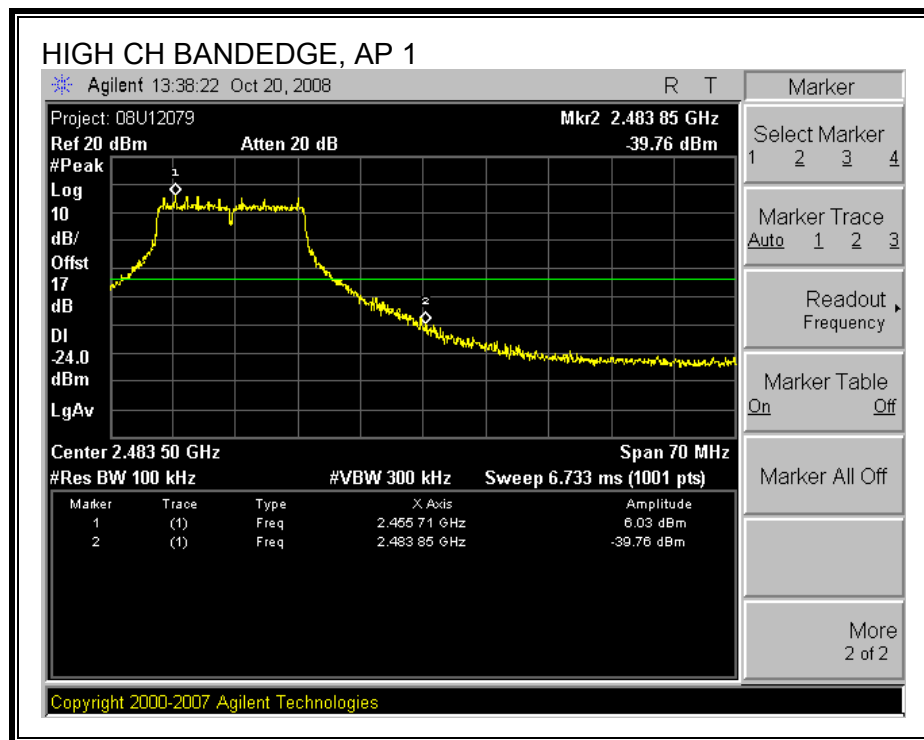 HIGH CH BANDEDGE, AP 1
Agilent 13:38:22 Oct 20, 2008 R T
Project: 08U12079 Mkr2 2.483 85 GHz
Ref 20 dBm Atten 20 dB -39.76 dBm
#Peak
Log
10
dB/
Offst
17
dB
DI
-24.0
dBm
LgAv
1
2
Center 2.483 50 GHz Span 70 MHz
#Res BW 100 kHz #VBW 300 kHz Sweep 6.733 ms (1001 pts)
Marker Trace Type X Axis Amplitude
1 (1) Freq 2.455 71 GHz 6.03 dBm
2 (1) Freq 2.483 85 GHz -39.76 dBm
Marker
Select Marker
1 2 3 4
Marker Trace
Auto 1 2 3
Readout
Frequency
Marker Table
On Off
Marker All Off
More
2 of 2
Copyright 2000-2007 Agilent Technologies